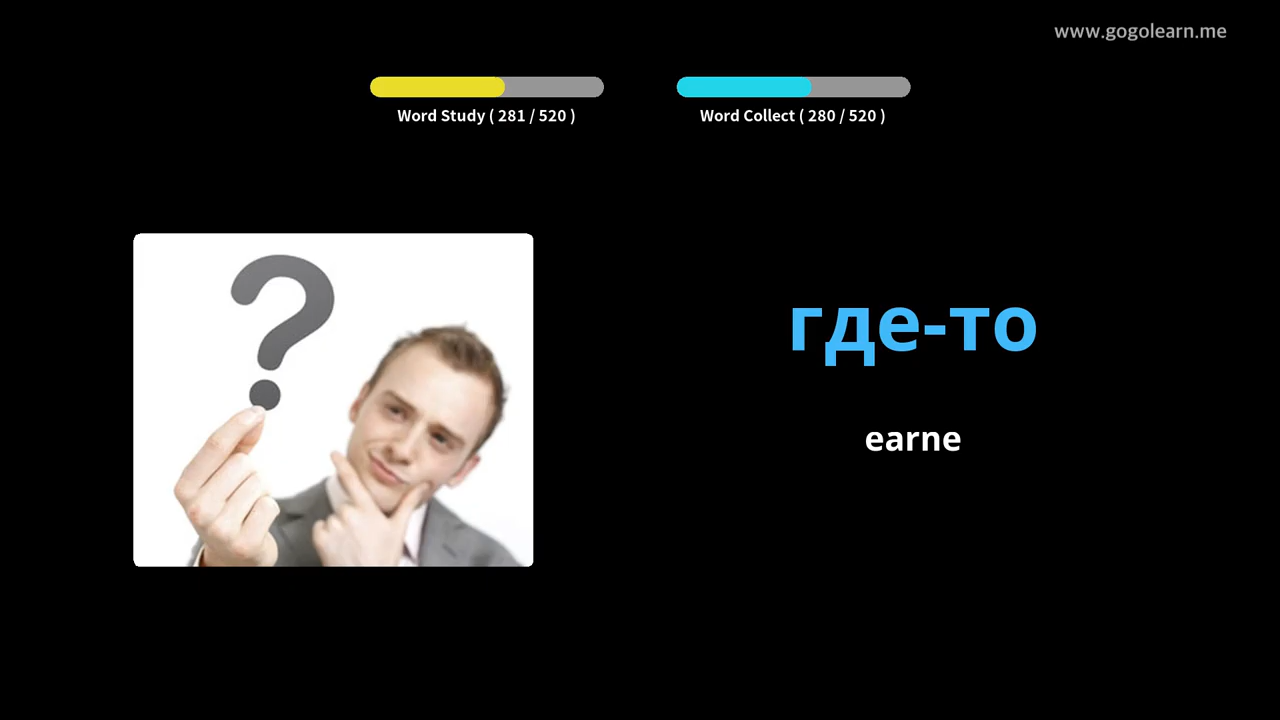 www.gogolearn.me
Word Study ( 281 / 520 )
Word Collect ( 280 / 520 )
?
где-то
earne